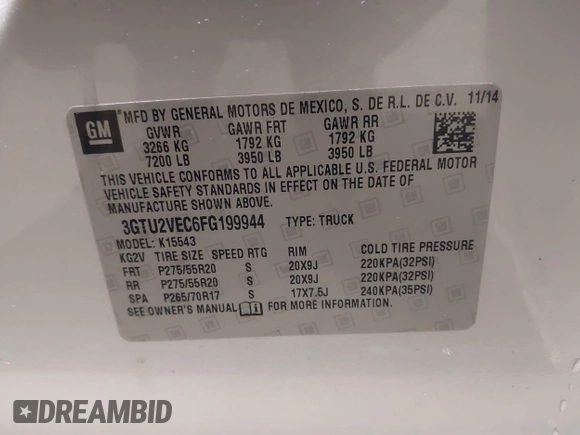 GM
MFD BY GENERAL MOTORS DE MEXICO, S. DE R.L. DE C.V. 11/14
GVWR GAWR FRT GAWR RR
3266 KG 1792 KG 1792 KG
7200 LB 3950 LB 3950 LB
THIS VEHICLE CONFORMS TO ALL APPLICABLE U.S. FEDERAL MOTOR
VEHICLE SAFETY STANDARDS IN EFFECT ON THE DATE OF
MANUFACTURE SHOWN ABOVE.
3GTU2VEC6FG199944 TYPE: TRUCK
MODEL: K15543
KG2V TIRE SIZE SPEED RTG RIM COLD TIRE PRESSURE
FRT P275/55R20 S 20X9J 220KPA(32PSI)
RR P275/55R20 S 20X9J 220KPA(32PSI)
SPA P265/70R17 S 17X7.5J 240KPA(35PSI)
SEE OWNER'S MANUAL FOR MORE INFORMATION.
DREAMBID